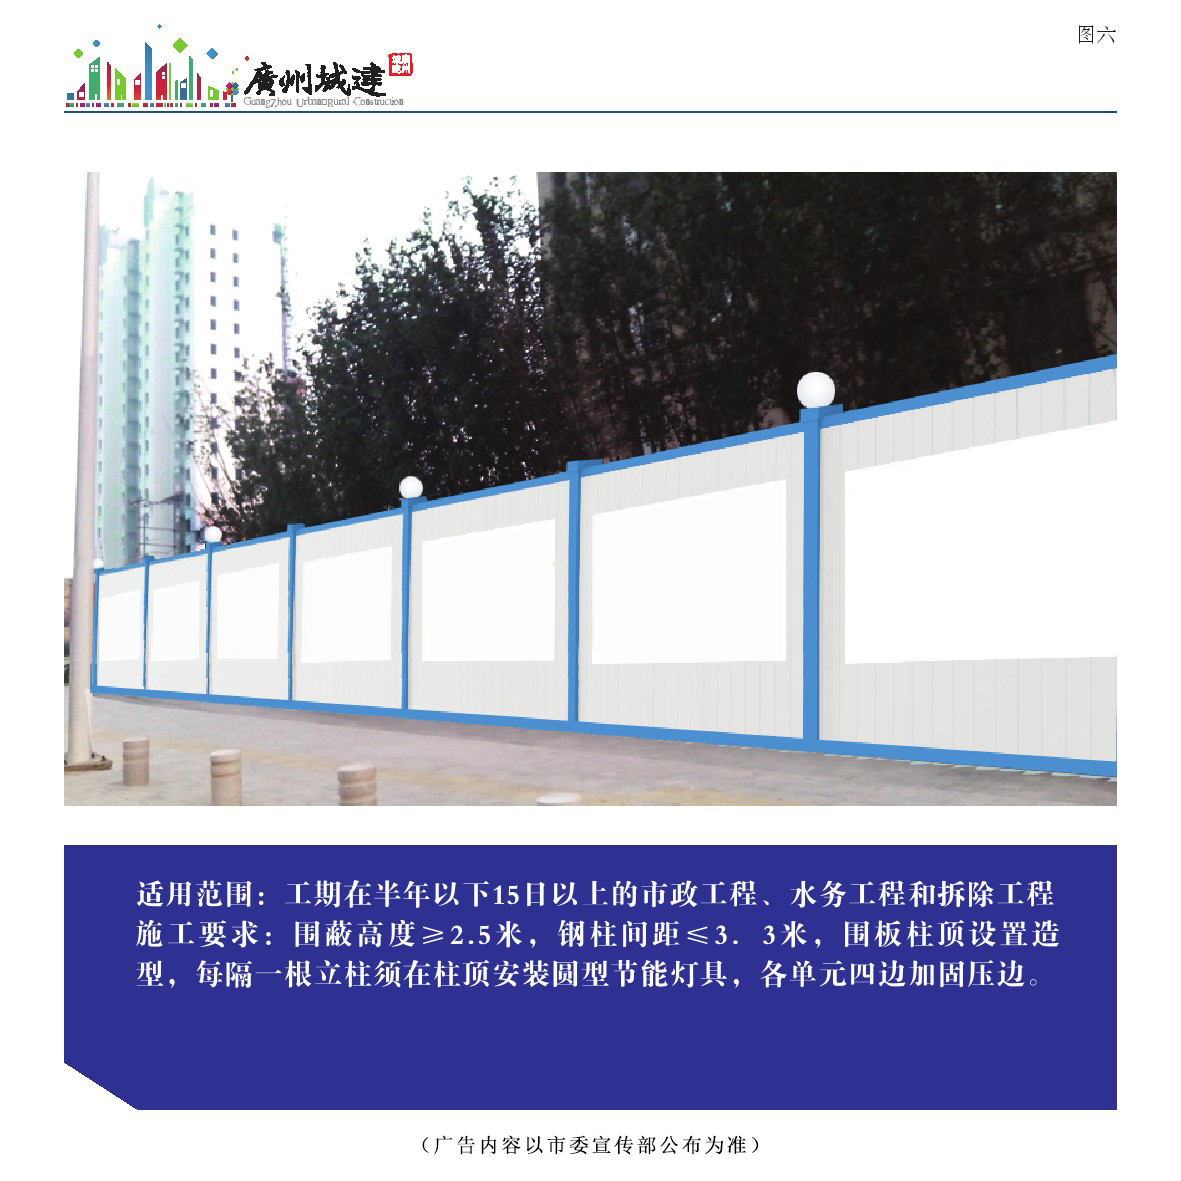 图六
廣州城建
GuangZhou Urban&Rural Construction
适用范围：工期在半年以下15日以上的市政工程、水务工程和拆除工程
施工要求：围蔽高度≥2.5米，钢柱间距≤3．3米，围板柱顶设置造
型，每隔一根立柱须在柱顶安装圆型节能灯具，各单元四边加固压边。
（广告内容以市委宣传部公布为准）